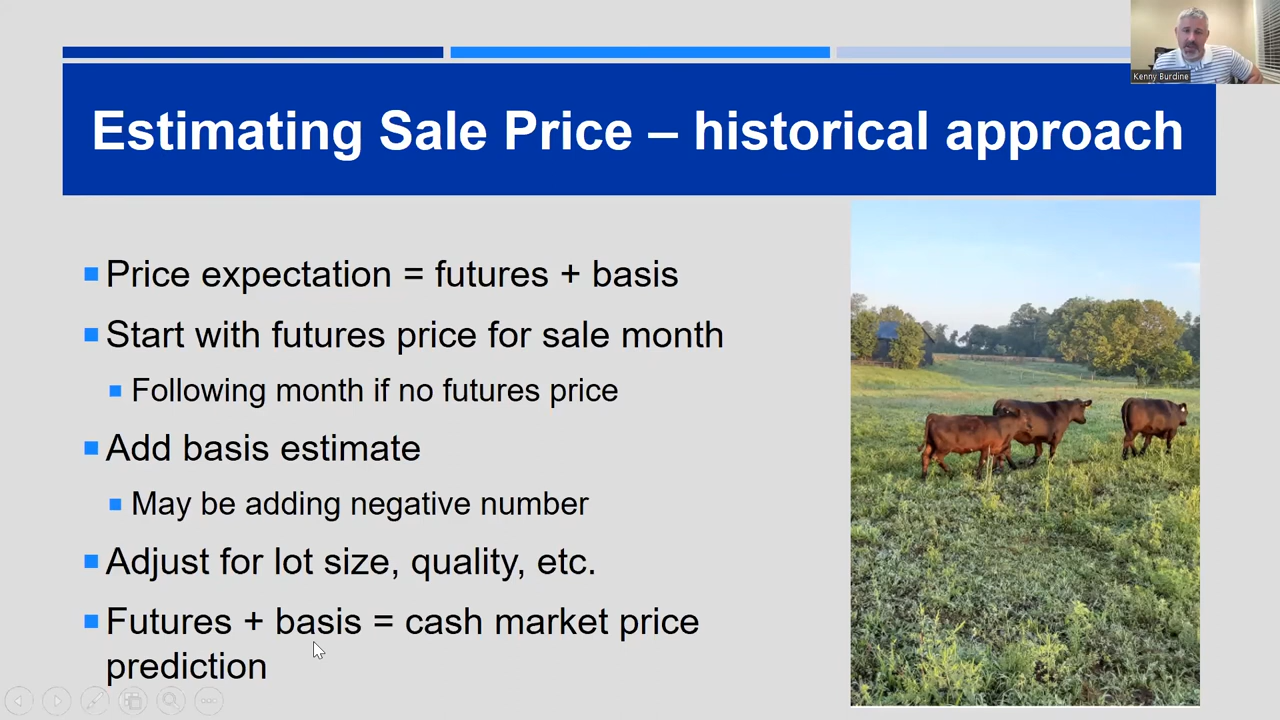 Kenny Burdine
Estimating Sale Price – historical approach
Price expectation = futures + basis
Start with futures price for sale month
Following month if no futures price
Add basis estimate
May be adding negative number
Adjust for lot size, quality, etc.
Futures + basis = cash market price
prediction